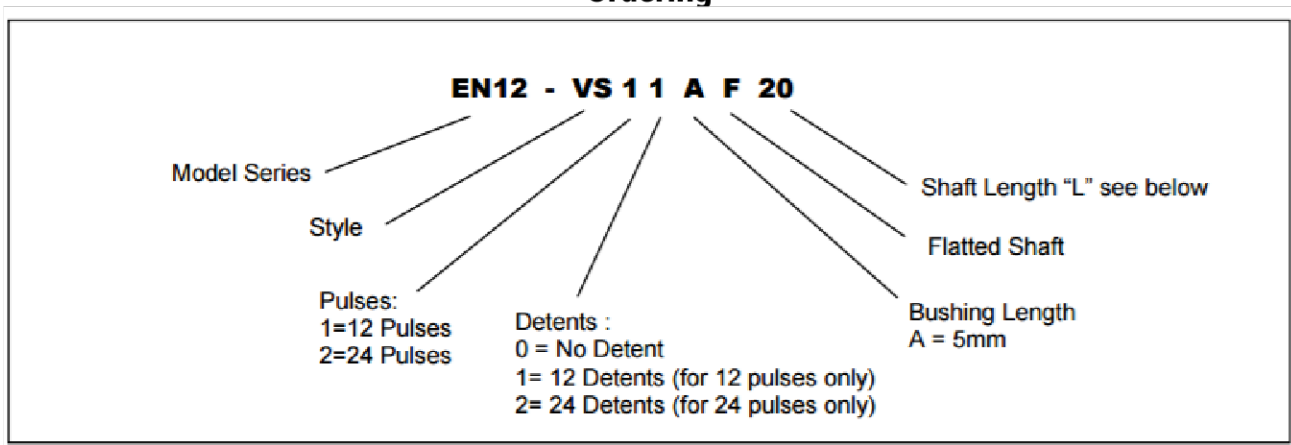 Ordering
EN12 - VS 1 1 A F 20
Model Series
Shaft Length “L” see below
Style
Flatted Shaft
Pulses:
1=12 Pulses
2=24 Pulses
Detents :
0 = No Detent
1= 12 Detents (for 12 pulses only)
2= 24 Detents (for 24 pulses only)
Bushing Length
A = 5mm